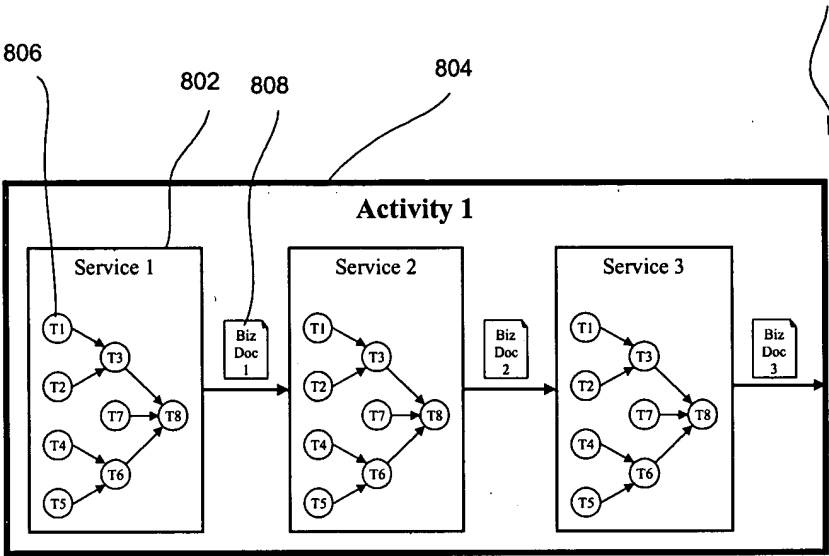 806
802
808
804
Activity 1
Service 1
T1
T2
T3
T7
T8
T4
T6
T5
Biz
Doc
1
Service 2
T1
T2
T3
T7
T8
T4
T6
T5
Biz
Doc
2
Service 3
T1
T2
T3
T7
T8
T4
T6
T5
Biz
Doc
3